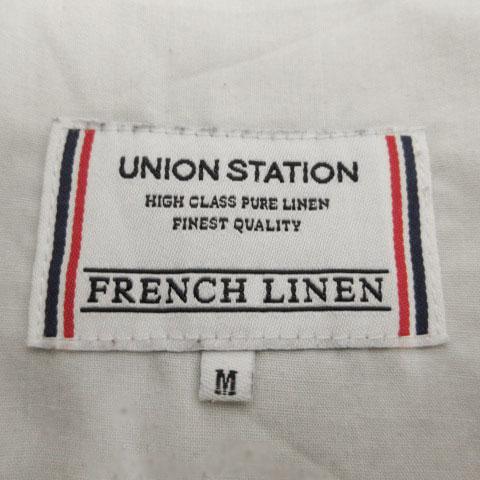 UNION STATION
HIGH CLASS PURE LINEN
FINEST QUALITY
FRENCH LINEN
M